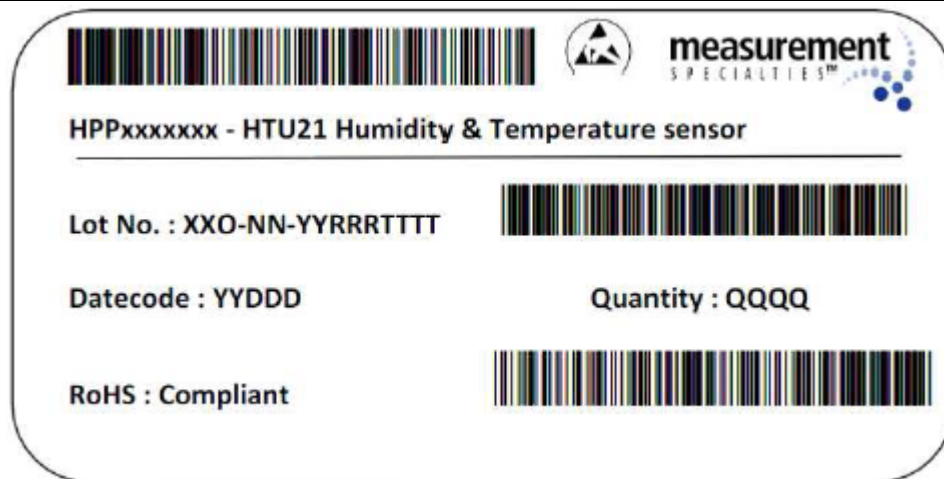 measurement
SPECIALTIES™
HPPxxxxxxx - HTU21 Humidity & Temperature sensor
Lot No. : XXO-NN-YYRRRTTTT
Datecode : YYDDD
Quantity : QQQQ
RoHS : Compliant